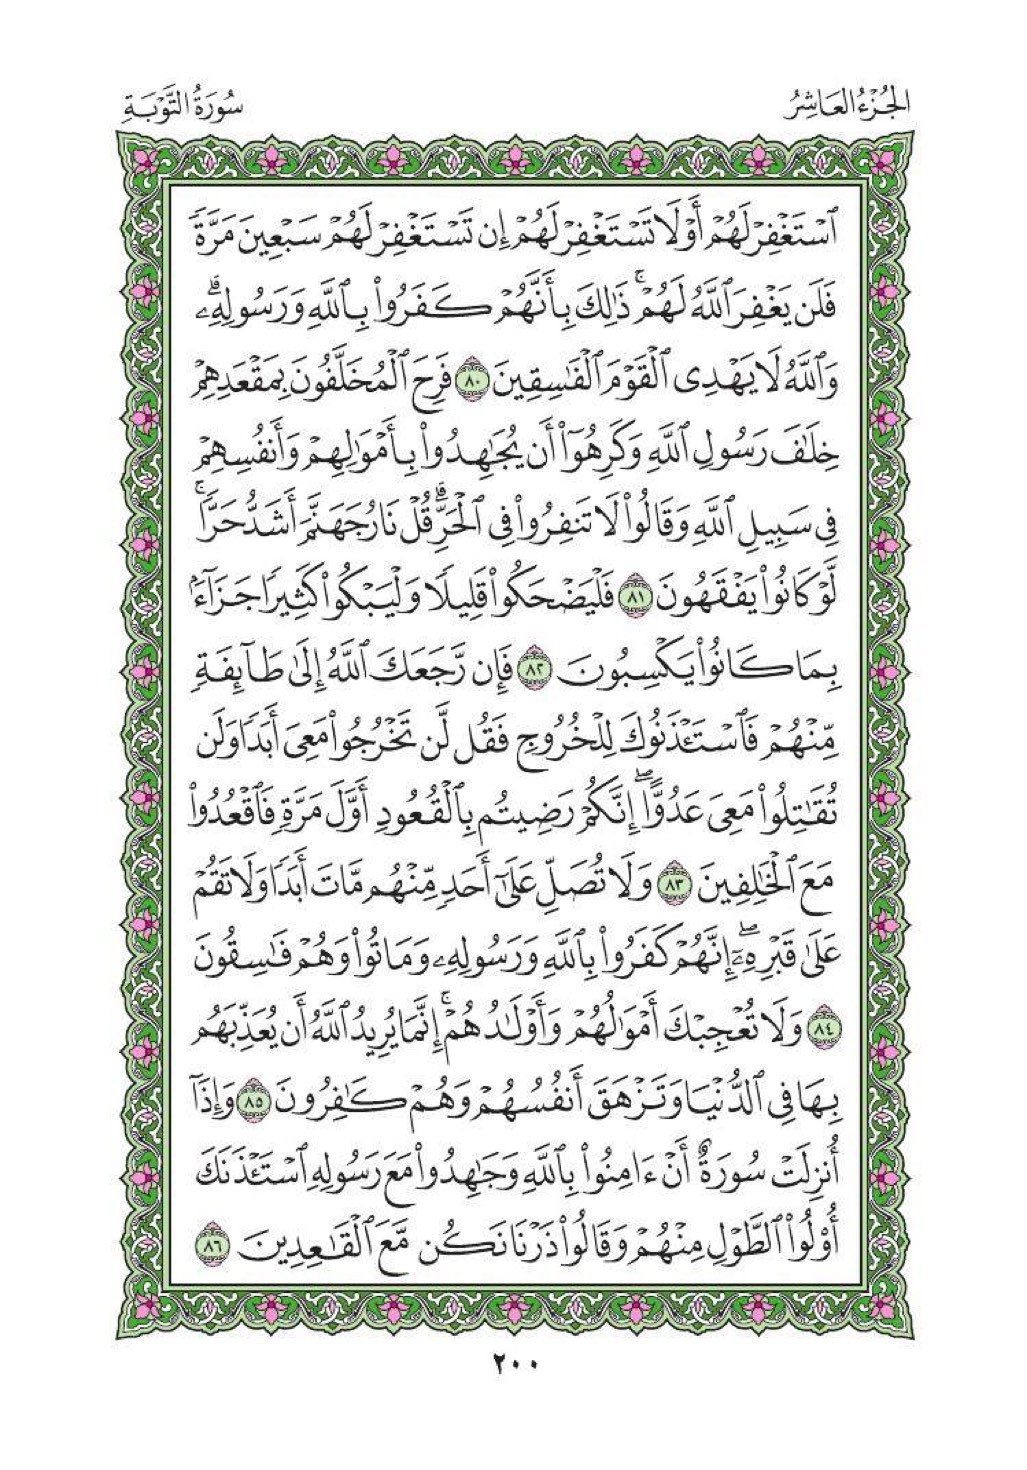 الجُزْءُ العَاشِرُ
سُورَةُ التَّوْبَةِ
ٱسْتَغْفِرْ لَهُمْ أَوْ لَا تَسْتَغْفِرْ لَهُمْ إِن تَسْتَغْفِرْ لَهُمْ سَبْعِينَ مَرَّةً
فَلَن يَغْفِرَ ٱللَّهُ لَهُمْۚ ذَٰلِكَ بِأَنَّهُمْ كَفَرُوا۟ بِٱللَّهِ وَرَسُولِهِۦۗ
وَٱللَّهُ لَا يَهْدِى ٱلْقَوْمَ ٱلْفَٰسِقِينَ ٨٠ فَرِحَ ٱلْمُخَلَّفُونَ بِمَقْعَدِهِمْ
خِلَٰفَ رَسُولِ ٱللَّهِ وَكَرِهُوٓا۟ أَن يُجَٰهِدُوا۟ بِأَمْوَٰلِهِمْ وَأَنفُسِهِمْ
فِى سَبِيلِ ٱللَّهِ وَقَالُوا۟ لَا تَنفِرُوا۟ فِى ٱلْحَرِّۗ قُلْ نَارُ جَهَنَّمَ أَشَدُّ حَرًّاۚ
لَّوْ كَانُوا۟ يَفْقَهُونَ ٨١ فَلْيَضْحَكُوا۟ قَلِيلًا وَلْيَبْكُوا۟ كَثِيرًا جَزَآءًۢ
بِمَا كَانُوا۟ يَكْسِبُونَ ٨٢ فَإِن رَّجَعَكَ ٱللَّهُ إِلَىٰ طَآئِفَةٍ
مِّنْهُمْ فَٱسْتَـْٔذَنُوكَ لِلْخُرُوجِ فَقُل لَّن تَخْرُجُوا۟ مَعِىَ أَبَدًا وَلَن
تُقَٰتِلُوا۟ مَعِىَ عَدُوًّاۖ إِنَّكُمْ رَضِيتُم بِٱلْقُعُودِ أَوَّلَ مَرَّةٍ فَٱقْعُدُوا۟
مَعَ ٱلْخَٰلِفِينَ ٨٣ وَلَا تُصَلِّ عَلَىٰٓ أَحَدٍ مِّنْهُم مَّاتَ أَبَدًا وَلَا تَقُمْ
عَلَىٰ قَبْرِهِۦٓۖ إِنَّهُمْ كَفَرُوا۟ بِٱللَّهِ وَرَسُولِهِۦ وَمَاتُوا۟ وَهُمْ فَٰسِقُونَ
٨٤ وَلَا تُعْجِبْكَ أَمْوَٰلُهُمْ وَأَوْلَٰدُهُمْۚ إِنَّمَا يُرِيدُ ٱللَّهُ أَن يُعَذِّبَهُم
بِهَا فِى ٱلدُّنْيَا وَتَزْهَقَ أَنفُسُهُمْ وَهُمْ كَٰفِرُونَ ٨٥ وَإِذَآ
أُنزِلَتْ سُورَةٌ أَنْ ءَامِنُوا۟ بِٱللَّهِ وَجَٰهِدُوا۟ مَعَ رَسُولِهِ ٱسْتَـْٔذَنَكَ
أُو۟لُوا۟ ٱلطَّوْلِ مِنْهُمْ وَقَالُوا۟ ذَرْنَا نَكُن مَّعَ ٱلْقَٰعِدِينَ ٨٦
٢٠٠